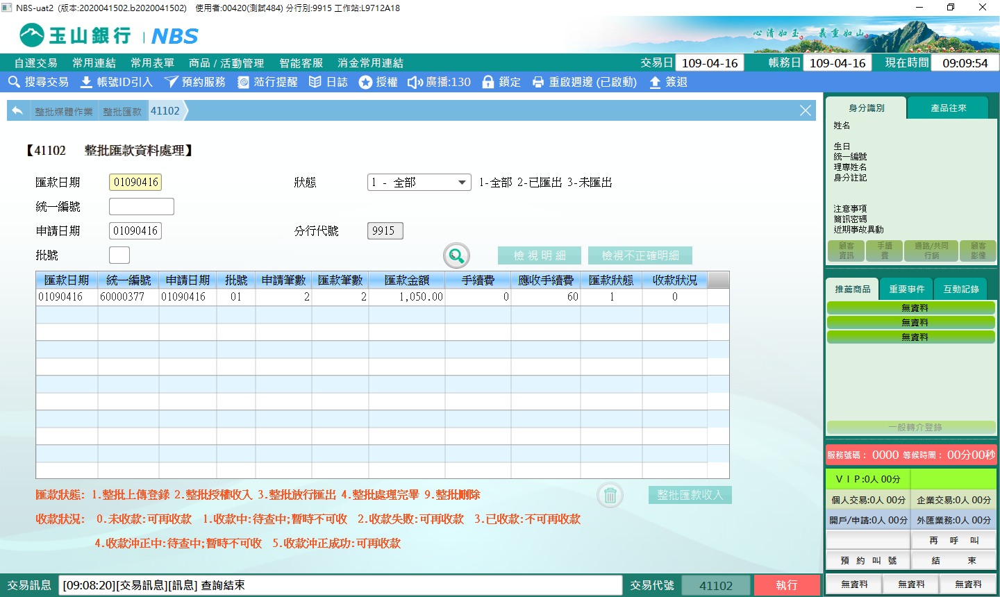 NBS-uat2 (版本:2020041502.b2020041502) 使用者:00420(測試484) 分行別:9915 工作站:L9712A18
玉山銀行 NBS
心清如玉。義重如山。
自選交易 常用連結 常用表單 商品 / 活動管理 智能客服 消金常用連結 交易日 109-04-16 帳務日 109-04-16 現在時間 09:09:54
搜尋交易 帳號ID引入 預約服務 蒞行提醒 日誌 授權 廣播:130 鎖定 重啟週邊 (已啟動) 簽退
整批媒體作業 整批匯款 41102
【41102 整批匯款資料處理】
匯款日期 01090416 狀態 1 - 全部 1-全部 2-已匯出 3-未匯出
統一編號
申請日期 01090416 分行代號 9915
批號
檢視明細 檢視不正確明細
匯款日期 統一編號 申請日期 批號 申請筆數 匯款筆數 匯款金額 手續費 應收手續費 匯款狀態 收款狀況
01090416 60000377 01090416 01 2 2 1,050.00 0 60 1 0
匯款狀態: 1.整批上傳登錄 2.整批授權收入 3.整批放行匯出 4.整批處理完畢 9.整批刪除
整批匯款收入
收款狀況: 0.未收款:可再收款 1.收款中:待查中;暫時不可收 2.收款失敗:可再收款 3.已收款:不可再收款
4.收款沖正中:待查中;暫時不可收 5.收款沖正成功:可再收款
交易訊息 [09:08:20][交易訊息][訊息] 查詢結束 交易代號 41102 執行
身分識別 產品往來
姓名
生日
統一編號
理專姓名
身分註記
注意事項
簡訊密碼
近期事故異動
顧客資訊 手續費 通路/共同行銷 顧客影像
推薦商品 重要事件 互動記錄
無資料
無資料
無資料
一般轉介登錄
服務號碼: 0000 等候時間: 00分00秒
VIP:0人 00分
個人交易:0人 00分 企業交易:0人 00分
開戶/申請:0人 00分 外匯業務:0人 00分
再 呼 叫
預 約 叫 號 結 束
無資料 無資料 無資料